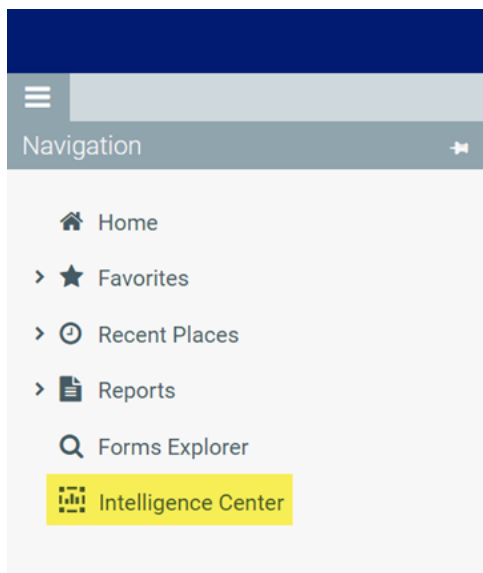 Navigation
Home
Favorites
Recent Places
Reports
Forms Explorer
Intelligence Center